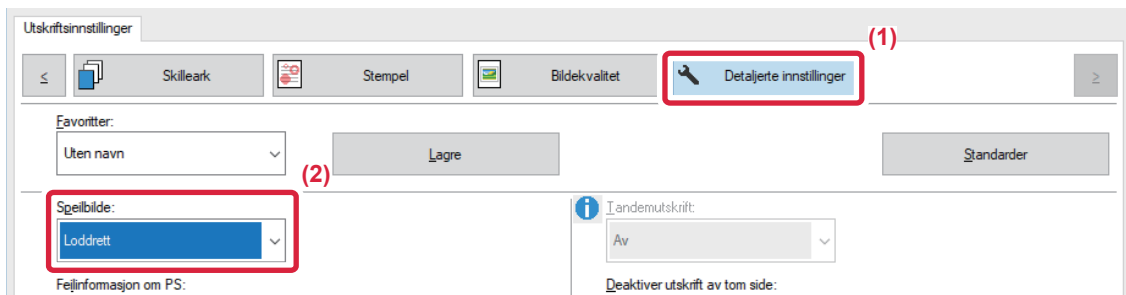 Utskriftsinnstillinger
(1)
≤ Skilleark Stempel Bildekvalitet Detaljerte innstillinger ≥
Favoritter:
Uten navn Lagre Standarder
(2)
Speilbilde: Tandemutskrift:
Loddrett Av
Feilinformasjon om PS: Deaktiver utskrift av tom side: